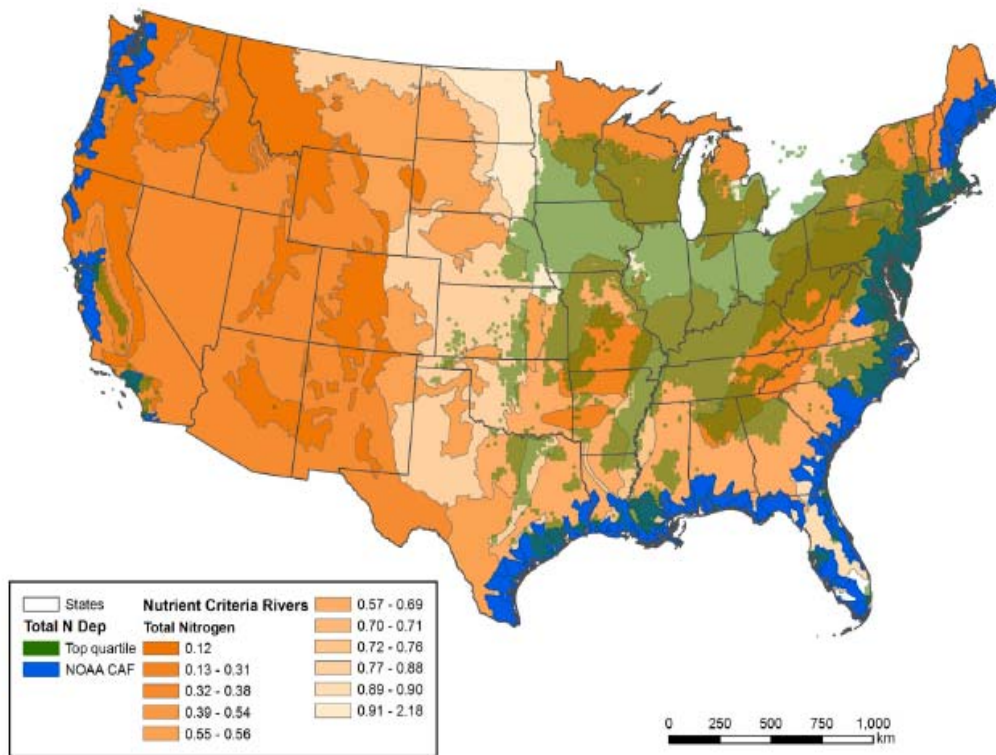 States
Total N Dep
Top quartile
NOAA CAF
Nutrient Criteria Rivers
Total Nitrogen
0.12
0.13 - 0.31
0.32 - 0.38
0.39 - 0.54
0.55 - 0.56
0.57 - 0.69
0.70 - 0.71
0.72 - 0.76
0.77 - 0.88
0.89 - 0.90
0.91 - 2.18
0 250 500 750 1,000
km